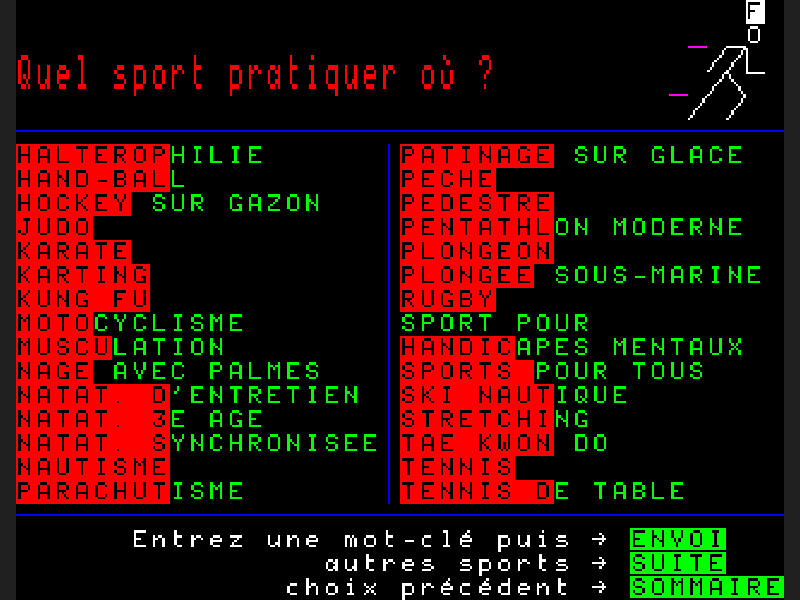 F
O
Quel sport pratiquer où ?
HALTEROPHILIE
HAND-BALL
HOCKEY SUR GAZON
JUDO
KARATE
KARTING
KUNG FU
MOTOCYCLISME
MUSCULATION
NAGE AVEC PALMES
NATAT. D'ENTRETIEN
NATAT. 3E AGE
NATAT. SYNCHRONISEE
NAUTISME
PARACHUTISME
PATINAGE SUR GLACE
PECHE
PEDESTRE
PENTATHLON MODERNE
PLONGEON
PLONGEE SOUS-MARINE
RUGBY
SPORT POUR
HANDICAPES MENTAUX
SPORTS POUR TOUS
SKI NAUTIQUE
STRETCHING
TAE KWON DO
TENNIS
TENNIS DE TABLE
Entrez une mot-clé puis → ENVOI
autres sports → SUITE
choix précédent → SOMMAIRE